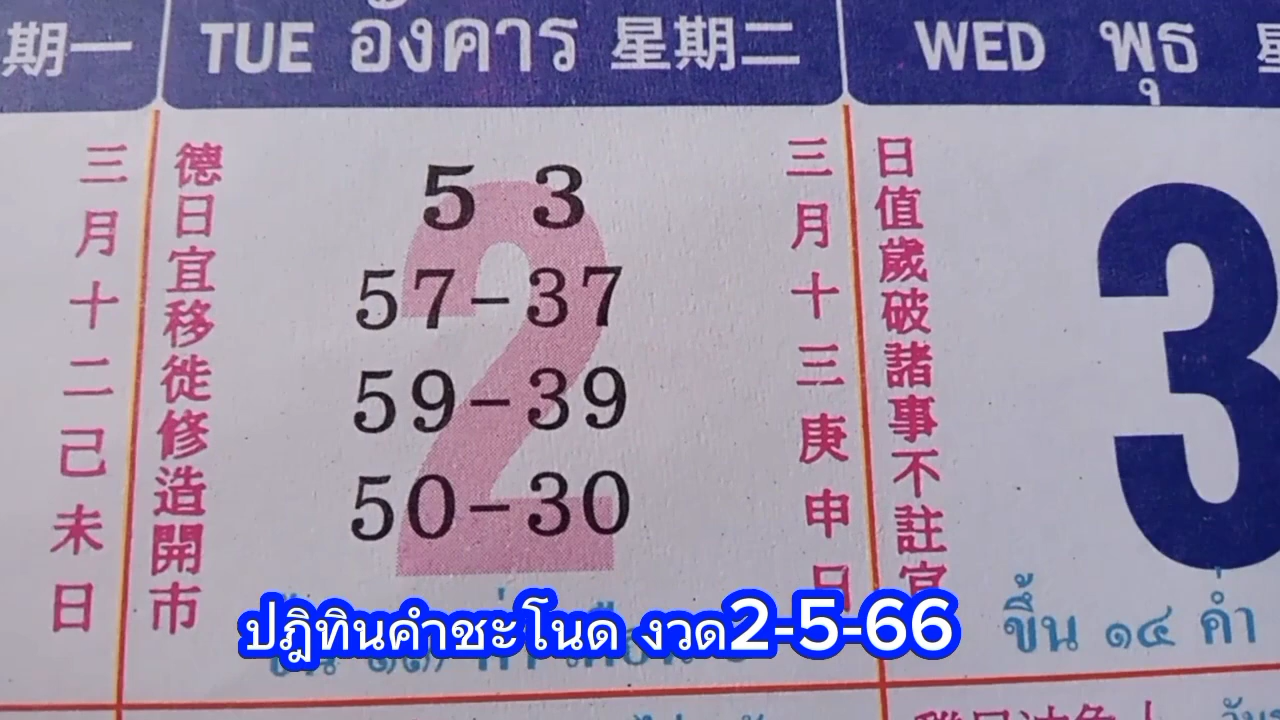 期一
TUE อังคาร 星期二
WED พุธ
三月十二己未日
德日宜移徙修造開市
5 3
57-37
59-39
50-30
三月十三庚申日
日值歲破諸事不註宜
3
2
ปฏิทินคำชะโนด งวด2-5-66
ขึ้น ๑๔ ค่ำ